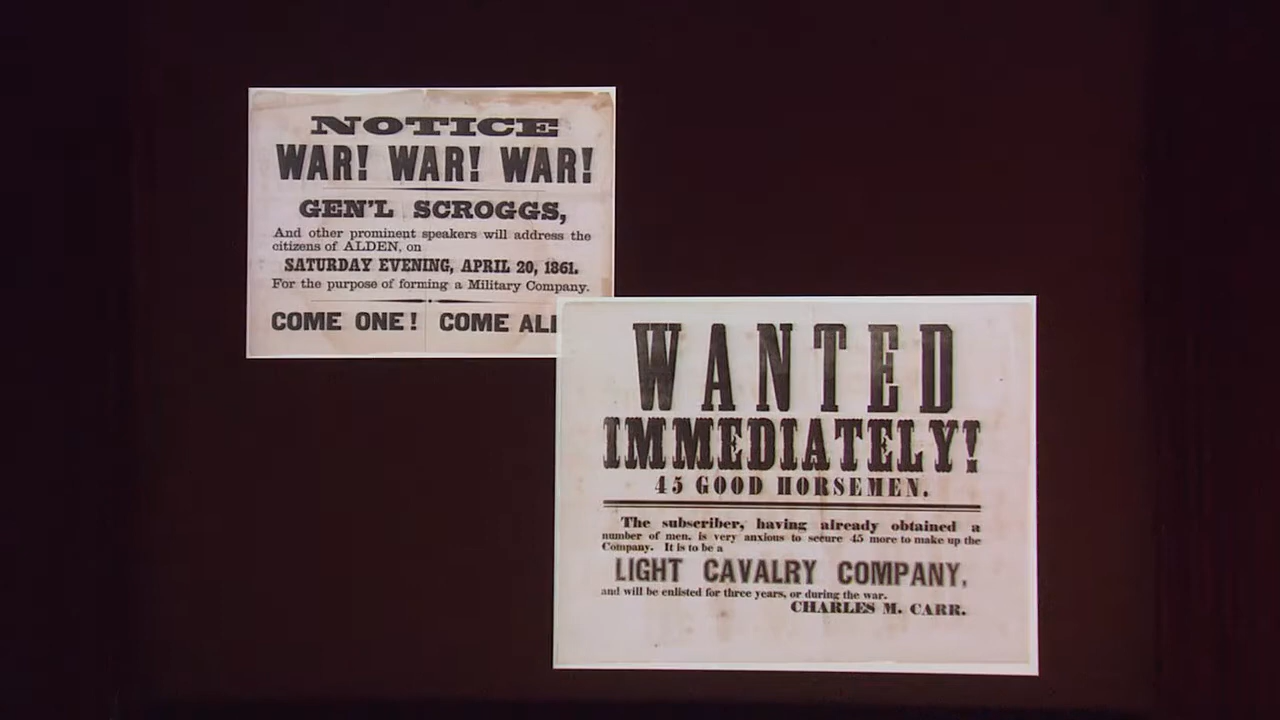 NOTICE
WAR! WAR! WAR!
GEN'L SCROGGS,
And other prominent speakers will address the
citizens of ALDEN, on
SATURDAY EVENING, APRIL 20, 1861.
For the purpose of forming a Military Company.
COME ONE! COME AL
WANTED
IMMEDIATELY!
45 GOOD HORSEMEN.
The subscriber, having already obtained a
number of men, is very anxious to secure 45 more to make up the
Company. It is to be a
LIGHT CAVALRY COMPANY,
and will be enlisted for three years, or during the war.
CHARLES M. CARR.